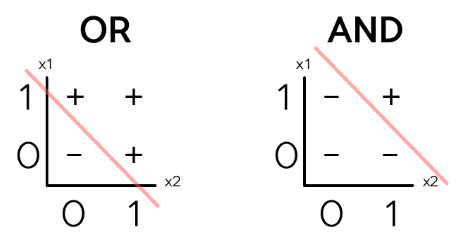 OR AND
x1 x1
1 + + 1 − +
0 − + 0 − −
x2 x2
0 1 0 1